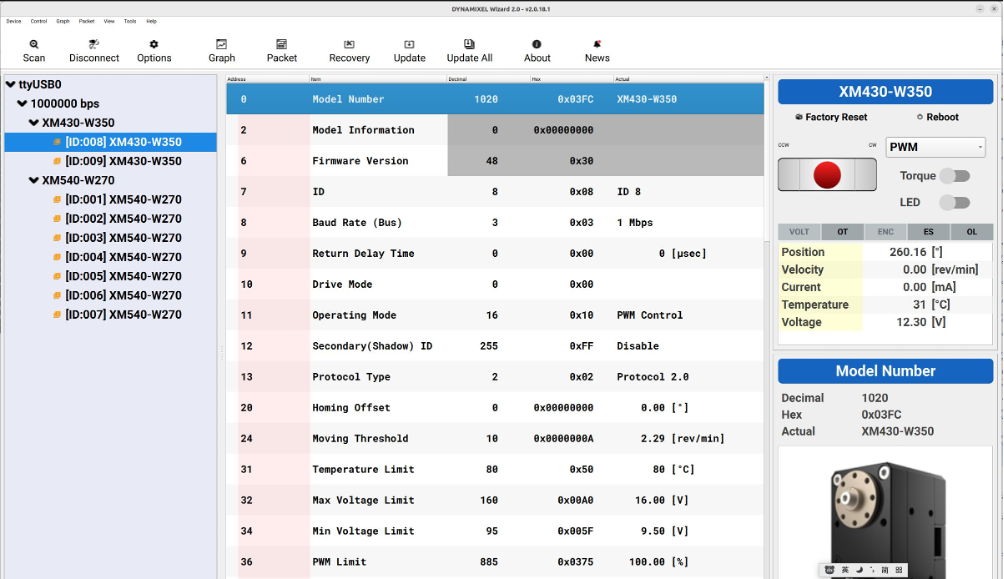 DYNAMIXEL Wizard 2.0 - v2.0.18.1
Device Control Graph Packet View Tools Help
Scan Disconnect Options Graph Packet Recovery Update Update All About News
ttyUSB0
1000000 bps
XM430-W350
[ID:008] XM430-W350
[ID:009] XM430-W350
XM540-W270
[ID:001] XM540-W270
[ID:002] XM540-W270
[ID:003] XM540-W270
[ID:004] XM540-W270
[ID:005] XM540-W270
[ID:006] XM540-W270
[ID:007] XM540-W270
Address Item Decimal Hex Actual
0 Model Number 1020 0x03FC XM430-W350
2 Model Information 0 0x00000000
6 Firmware Version 48 0x30
7 ID 8 0x08 ID 8
8 Baud Rate (Bus) 3 0x03 1 Mbps
9 Return Delay Time 0 0x00 0 [μsec]
10 Drive Mode 0 0x00
11 Operating Mode 16 0x10 PWM Control
12 Secondary(Shadow) ID 255 0xFF Disable
13 Protocol Type 2 0x02 Protocol 2.0
20 Homing Offset 0 0x00000000 0.00 [°]
24 Moving Threshold 10 0x0000000A 2.29 [rev/min]
31 Temperature Limit 80 0x50 80 [°C]
32 Max Voltage Limit 160 0x00A0 16.00 [V]
34 Min Voltage Limit 95 0x005F 9.50 [V]
36 PWM Limit 885 0x0375 100.00 [%]
XM430-W350
Factory Reset Reboot
CCW CW PWM
Torque
LED
VOLT OT ENC ES OL
Position 260.16 [°]
Velocity 0.00 [rev/min]
Current 0.00 [mA]
Temperature 31 [°C]
Voltage 12.30 [V]
Model Number
Decimal 1020
Hex 0x03FC
Actual XM430-W350
英 简